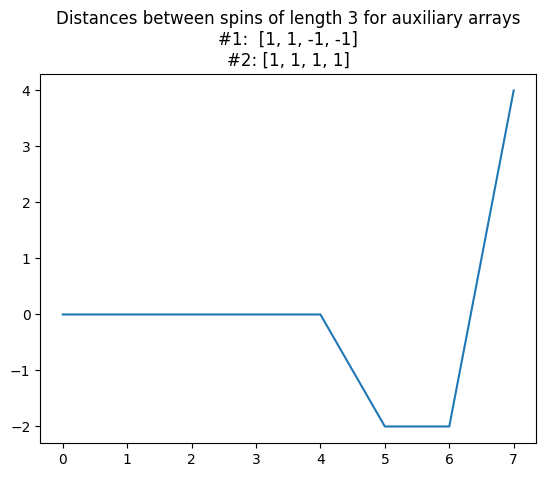 Distances between spins of length 3 for auxiliary arrays
#1:  [1, 1, -1, -1]
#2: [1, 1, 1, 1]
4
3
2
1
0
−1
−2
0 1 2 3 4 5 6 7